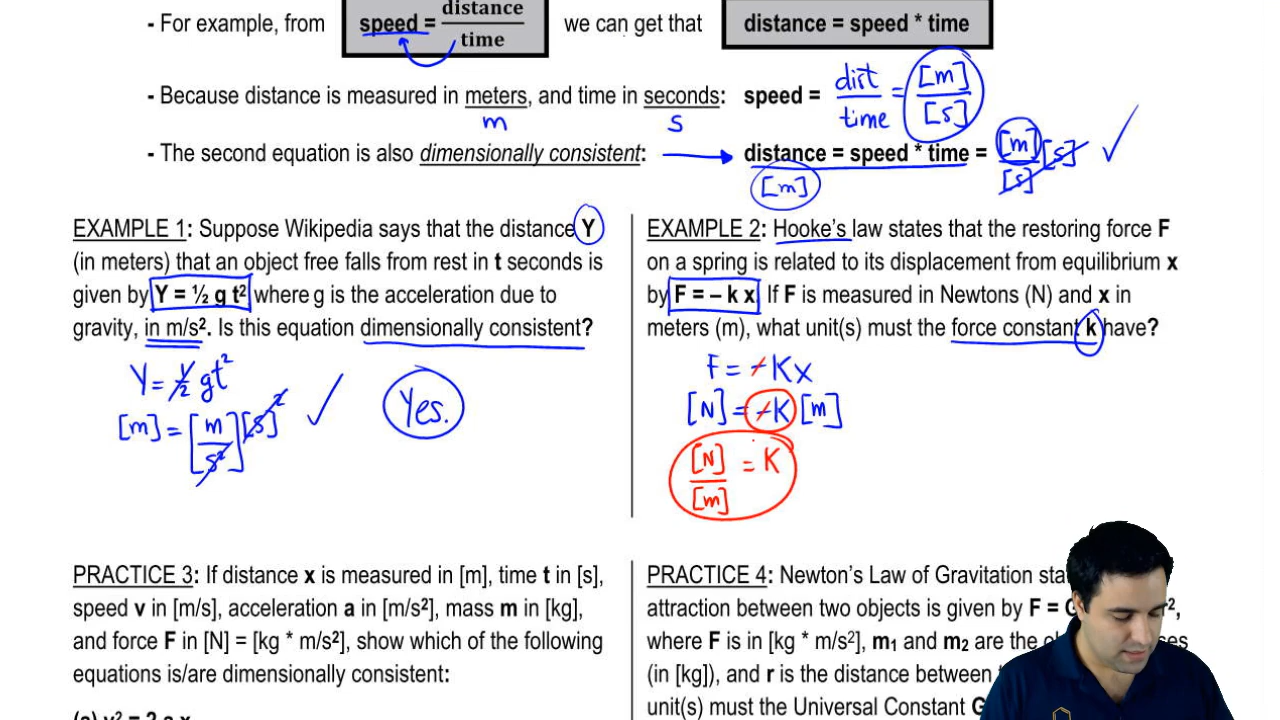 - For example, from speed = distance / time we can get that distance = speed * time
- Because distance is measured in meters, and time in seconds: speed = dist / time = [m] / [s]
m s
- The second equation is also dimensionally consistent: distance = speed * time = [m] / [s] [s] ✓
[m]
EXAMPLE 1: Suppose Wikipedia says that the distance Y
(in meters) that an object free falls from rest in t seconds is
given by Y = ½ g t² where g is the acceleration due to
gravity, in m/s². Is this equation dimensionally consistent?
Y = ½ gt²
[m] = [m / s²] [s]² ✓
Yes.
EXAMPLE 2: Hooke's law states that the restoring force F
on a spring is related to its displacement from equilibrium x
by F = – k x. If F is measured in Newtons (N) and x in
meters (m), what unit(s) must the force constant k have?
F = -Kx
[N] = -K [m]
[N] / [m] = K
PRACTICE 3: If distance x is measured in [m], time t in [s],
speed v in [m/s], acceleration a in [m/s²], mass m in [kg],
and force F in [N] = [kg * m/s²], show which of the following
equations is/are dimensionally consistent:
(a) v² = 2 a x
PRACTICE 4: Newton's Law of Gravitation
attraction between two objects is given by F =
where F is in [kg * m/s²], m₁ and m₂ are the
(in [kg]), and r is the distance between
unit(s) must the Universal Constant G